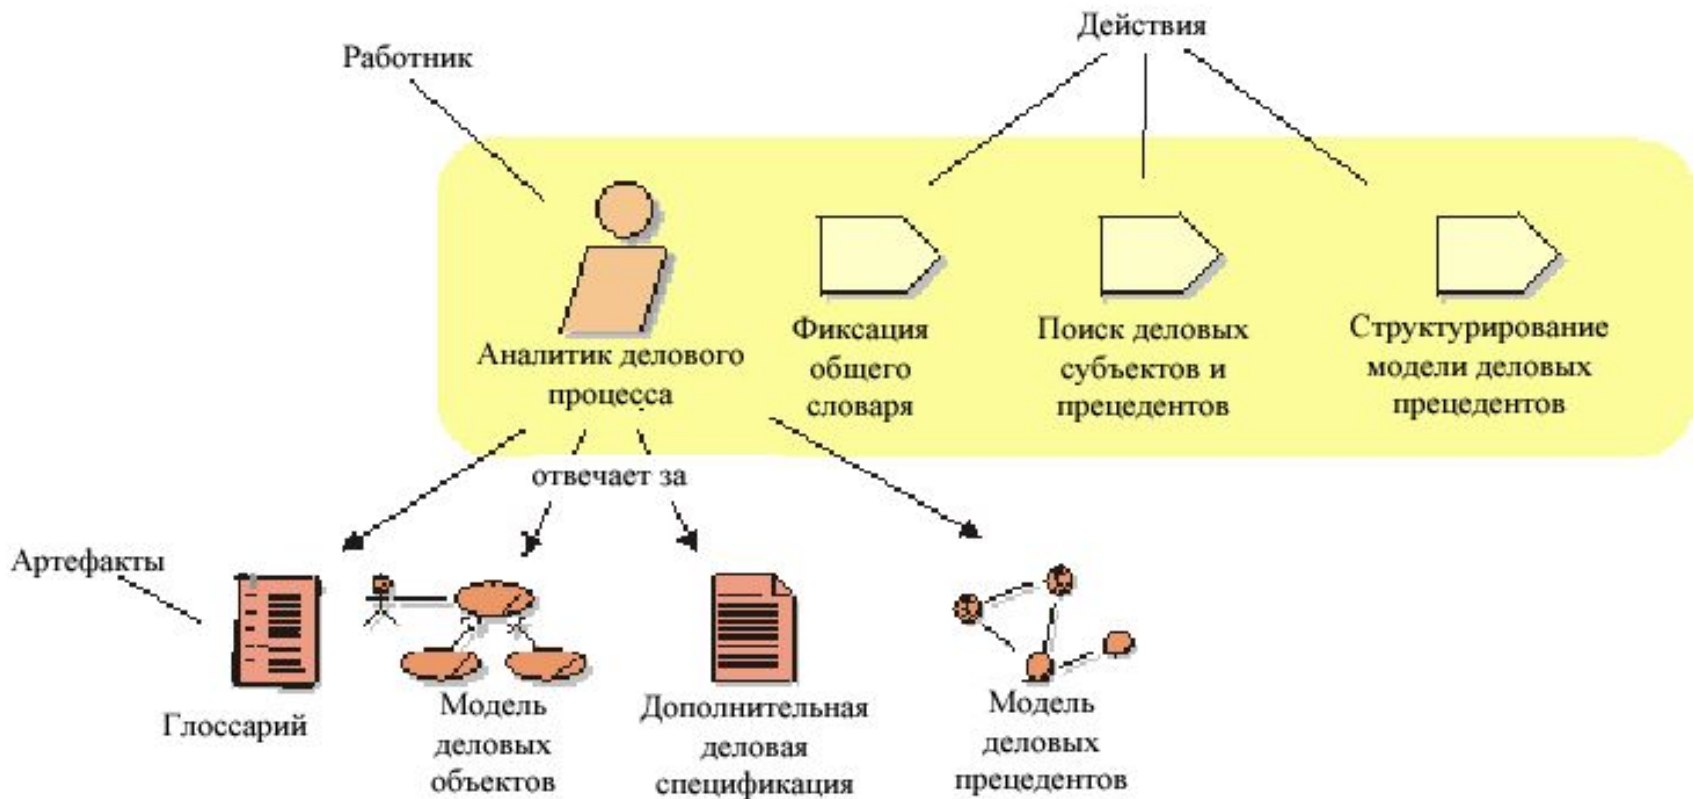 Действия
Работник
Аналитик делового
процесса
Фиксация
общего
словаря
Поиск деловых
субъектов и
прецедентов
Структурирование
модели деловых
прецедентов
отвечает за
Артефакты
Глоссарий
Модель
деловых
объектов
Дополнительная
деловая
спецификация
Модель
деловых
прецедентов